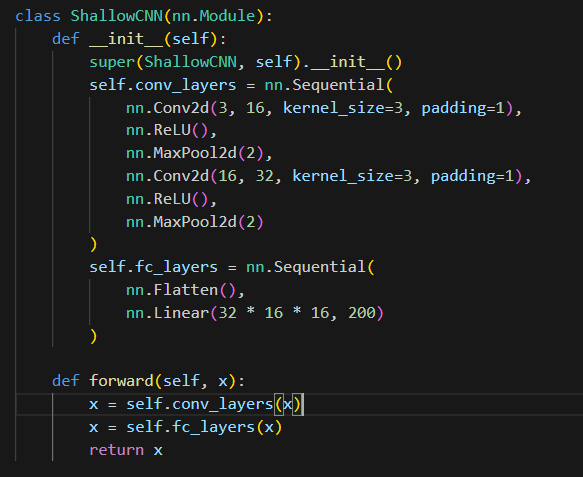 class ShallowCNN(nn.Module):
    def __init__(self):
        super(ShallowCNN, self).__init__()
        self.conv_layers = nn.Sequential(
            nn.Conv2d(3, 16, kernel_size=3, padding=1),
            nn.ReLU(),
            nn.MaxPool2d(2),
            nn.Conv2d(16, 32, kernel_size=3, padding=1),
            nn.ReLU(),
            nn.MaxPool2d(2)
        )
        self.fc_layers = nn.Sequential(
            nn.Flatten(),
            nn.Linear(32 * 16 * 16, 200)
        )

    def forward(self, x):
        x = self.conv_layers(x)
        x = self.fc_layers(x)
        return x